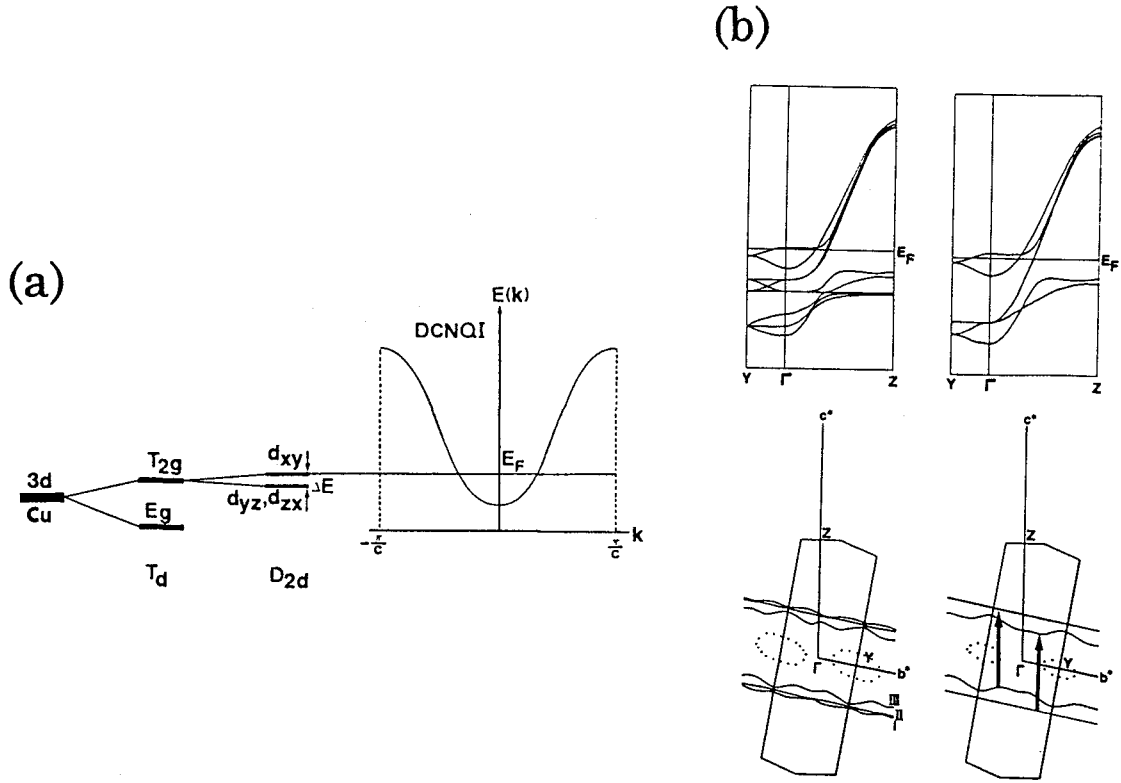 (a)
3d
Cu
T2g
Eg
Td
dxy
dyz,dzx
ΔE
D2d
E(k)
DCNQI
EF
k
-π/c
π/c
(b)
EF
Y Γ Z
EF
Y Γ Z
c*
Z
Γ
Y
b*
III
II
I
c*
Z
Γ
Y
b*